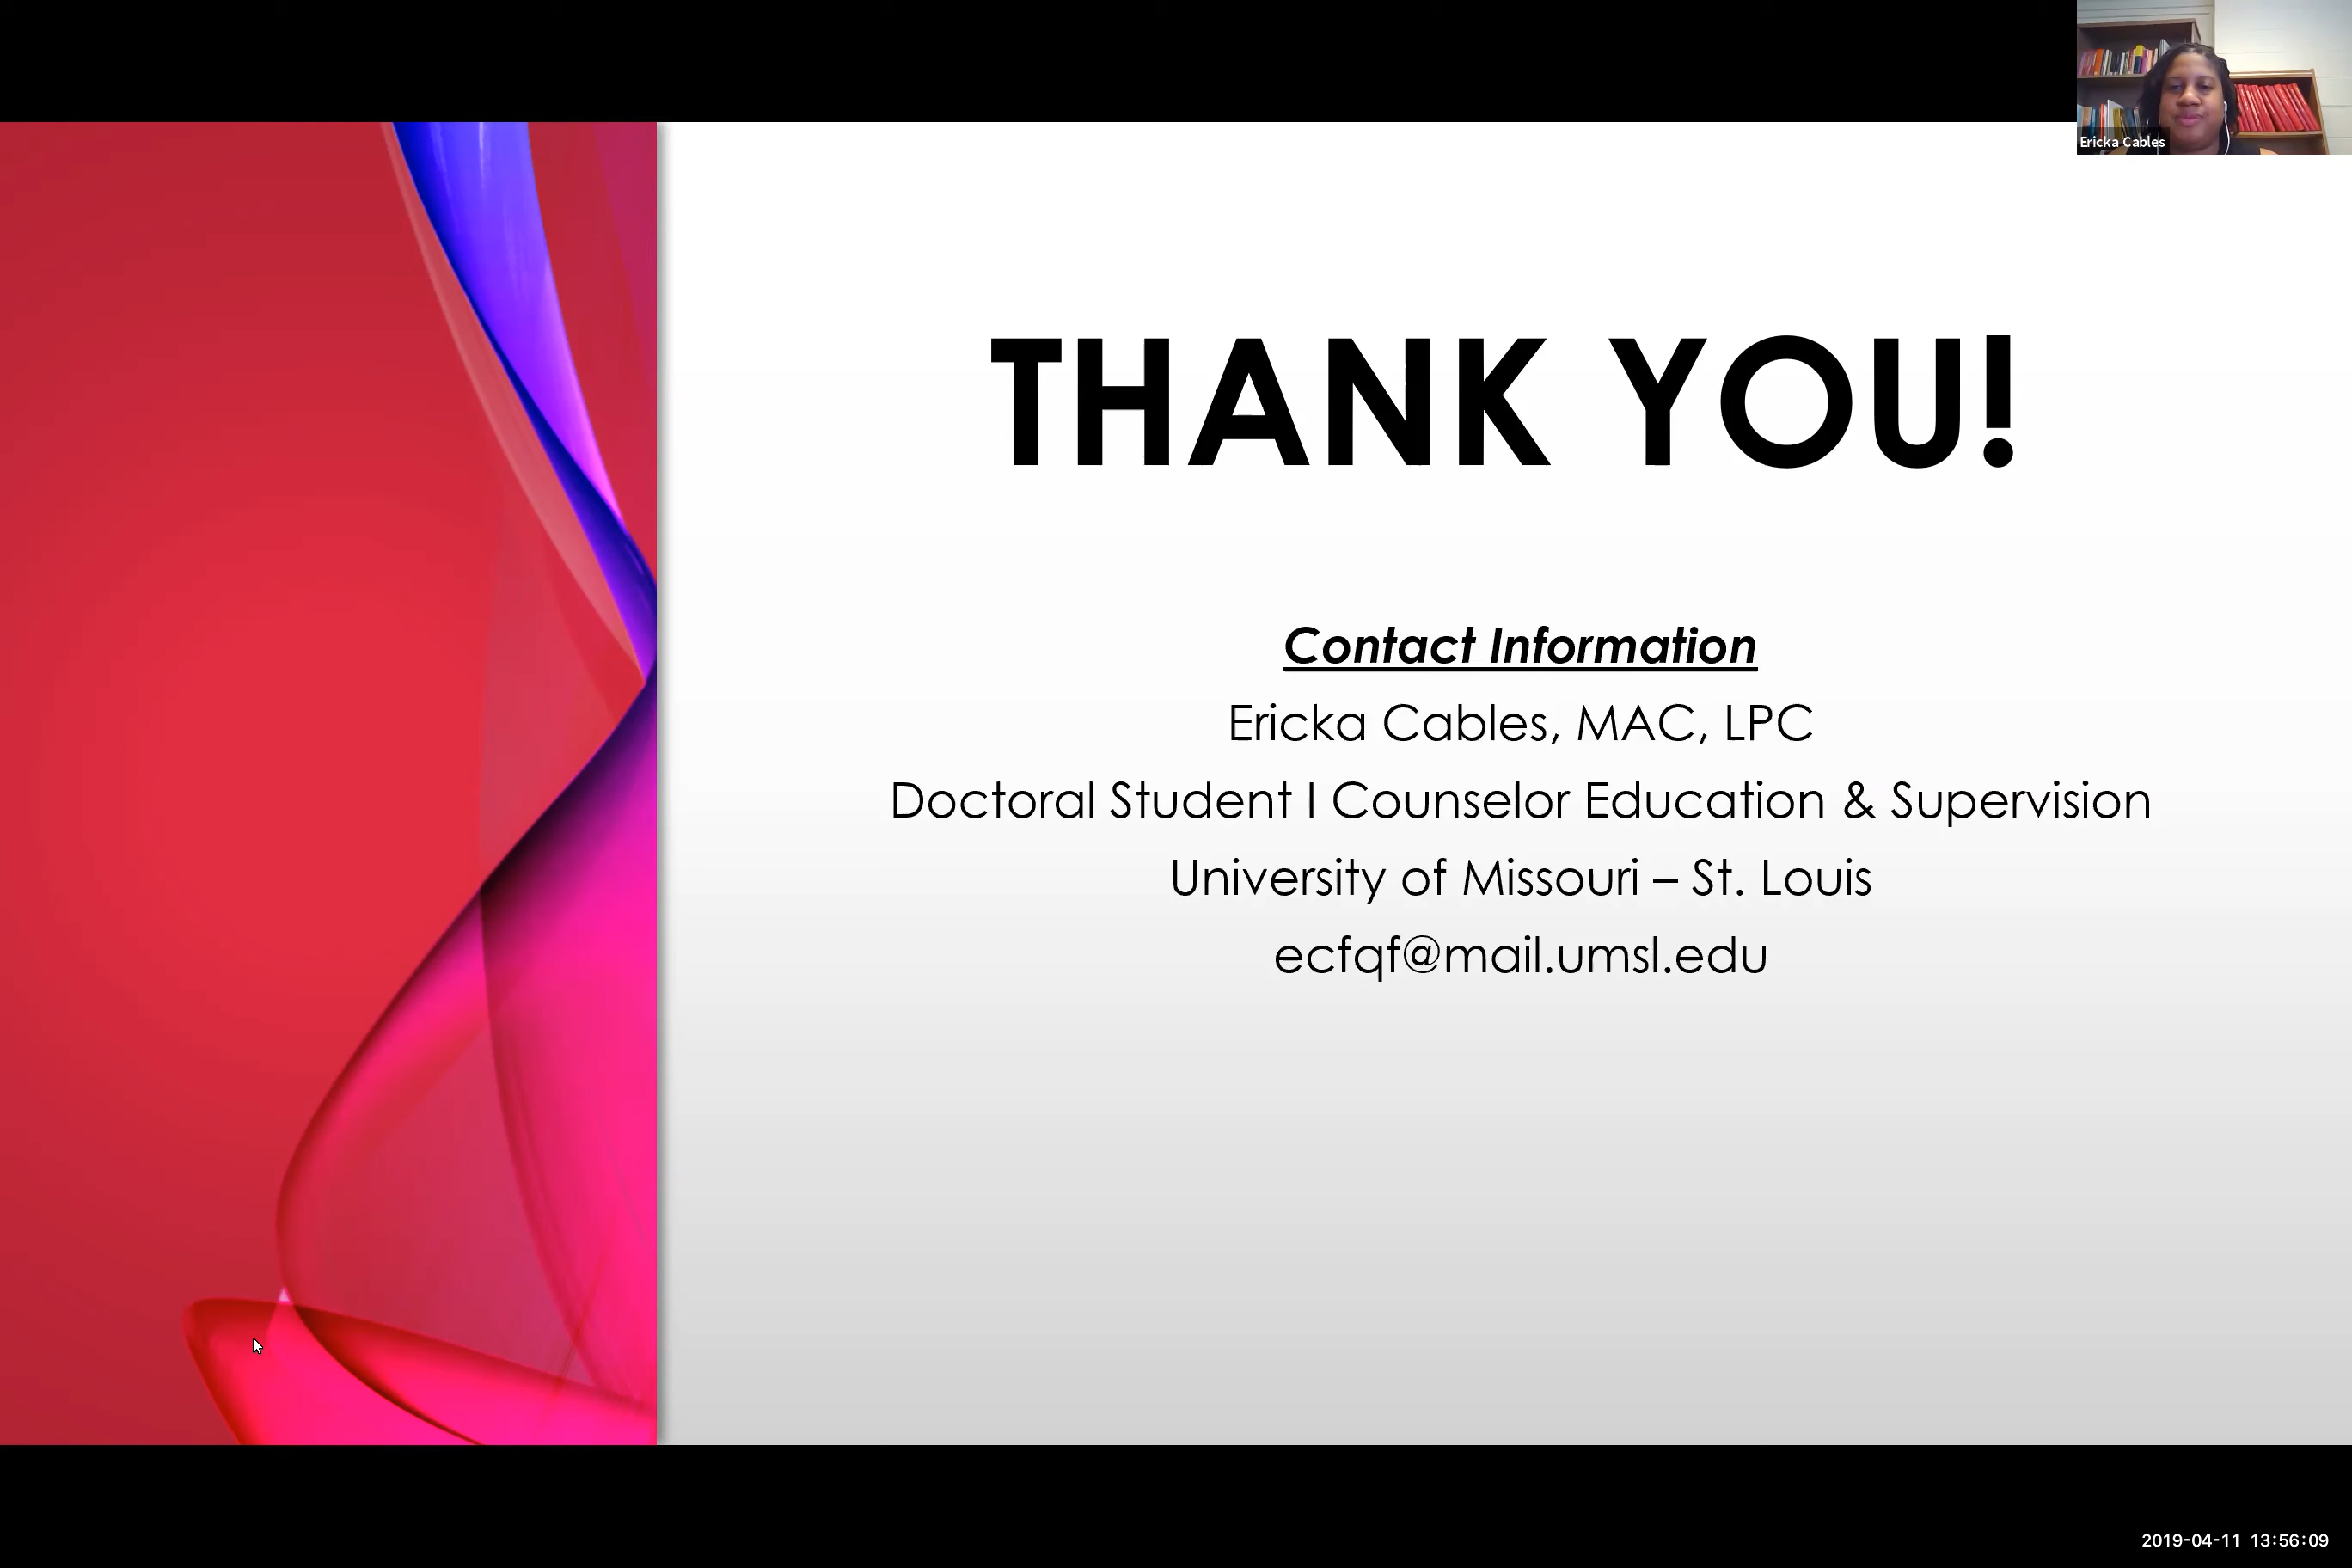 Ericka Cables
THANK YOU!
Contact Information
Ericka Cables, MAC, LPC
Doctoral Student I Counselor Education & Supervision
University of Missouri – St. Louis
ecfqf@mail.umsl.edu
2019-04-11 13:56:09